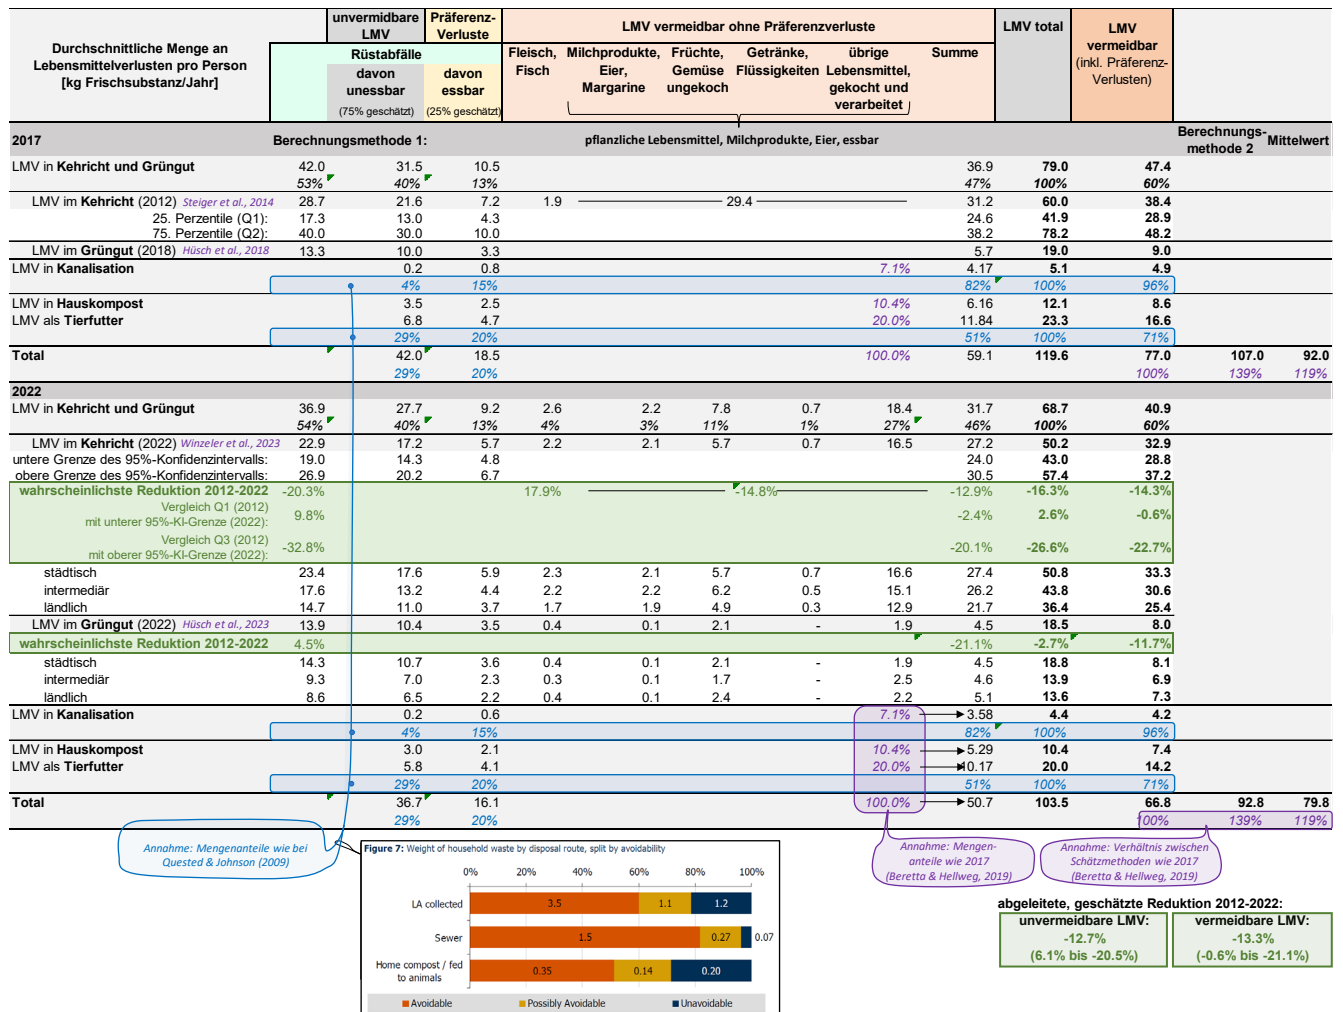 Durchschnittliche Menge an Lebensmittelverlusten pro Person [kg Frischsubstanz/Jahr]
unvermidbare LMV
Präferenz-Verluste
LMV vermeidbar ohne Präferenzverluste
LMV total
LMV vermeidbar (inkl. Präferenz-Verlusten)
Rüstabfälle
davon unessbar (75% geschätzt)
davon essbar (25% geschätzt)
Fleisch, Fisch
Milchprodukte, Eier, Margarine
Früchte, Gemüse ungekoch
Getränke, Flüssigkeiten
übrige Lebensmittel, gekocht und verarbeitet
Summe
2017 Berechnungsmethode 1: pflanzliche Lebensmittel, Milchprodukte, Eier, essbar Berechnungs-methode 2 Mittelwert
LMV in Kehricht und Grüngut 42.0 31.5 10.5 36.9 79.0 47.4
53% 40% 13% 47% 100% 60%
LMV im Kehricht (2012) Steiger et al., 2014 28.7 21.6 7.2 1.9 29.4 31.2 60.0 38.4
25. Perzentile (Q1): 17.3 13.0 4.3 24.6 41.9 28.9
75. Perzentile (Q2): 40.0 30.0 10.0 38.2 78.2 48.2
LMV im Grüngut (2018) Hüsch et al., 2018 13.3 10.0 3.3 5.7 19.0 9.0
LMV in Kanalisation 0.2 0.8 7.1% 4.17 5.1 4.9
4% 15% 82% 100% 96%
LMV in Hauskompost 3.5 2.5 10.4% 6.16 12.1 8.6
LMV als Tierfutter 6.8 4.7 20.0% 11.84 23.3 16.6
29% 20% 51% 100% 71%
Total 42.0 18.5 100.0% 59.1 119.6 77.0 107.0 92.0
29% 20% 100% 139% 119%
2022
LMV in Kehricht und Grüngut 36.9 27.7 9.2 2.6 2.2 7.8 0.7 18.4 31.7 68.7 40.9
54% 40% 13% 4% 3% 11% 1% 27% 46% 100% 60%
LMV im Kehricht (2022) Winzeler et al., 2023 22.9 17.2 5.7 2.2 2.1 5.7 0.7 16.5 27.2 50.2 32.9
untere Grenze des 95%-Konfidenzintervalls: 19.0 14.3 4.8 24.0 43.0 28.8
obere Grenze des 95%-Konfidenzintervalls: 26.9 20.2 6.7 30.5 57.4 37.2
wahrscheinlichste Reduktion 2012-2022 -20.3% 17.9% -14.8% -12.9% -16.3% -14.3%
Vergleich Q1 (2012)
mit unterer 95%-KI-Grenze (2022): 9.8% -2.4% 2.6% -0.6%
Vergleich Q3 (2012)
mit oberer 95%-KI-Grenze (2022): -32.8% -20.1% -26.6% -22.7%
städtisch 23.4 17.6 5.9 2.3 2.1 5.7 0.7 16.6 27.4 50.8 33.3
intermediär 17.6 13.2 4.4 2.2 2.2 6.2 0.5 15.1 26.2 43.8 30.6
ländlich 14.7 11.0 3.7 1.7 1.9 4.9 0.3 12.9 21.7 36.4 25.4
LMV im Grüngut (2022) Hüsch et al., 2023 13.9 10.4 3.5 0.4 0.1 2.1 - 1.9 4.5 18.5 8.0
wahrscheinlichste Reduktion 2012-2022 4.5% -21.1% -2.7% -11.7%
städtisch 14.3 10.7 3.6 0.4 0.1 2.1 - 1.9 4.5 18.8 8.1
intermediär 9.3 7.0 2.3 0.3 0.1 1.7 - 2.5 4.6 13.9 6.9
ländlich 8.6 6.5 2.2 0.4 0.1 2.4 - 2.2 5.1 13.6 7.3
LMV in Kanalisation 0.2 0.6 7.1% 3.58 4.4 4.2
4% 15% 82% 100% 96%
LMV in Hauskompost 3.0 2.1 10.4% 5.29 10.4 7.4
LMV als Tierfutter 5.8 4.1 20.0% 10.17 20.0 14.2
29% 20% 51% 100% 71%
Total 36.7 16.1 100.0% 50.7 103.5 66.8 92.8 79.8
29% 20% 100% 139% 119%
Annahme: Mengenanteile wie bei
Quested & Johnson (2009)
Annahme: Mengen-
anteile wie 2017
(Beretta & Hellweg, 2019)
Annahme: Verhältnis zwischen
Schätzmethoden wie 2017
(Beretta & Hellweg, 2019)
Figure 7: Weight of household waste by disposal route, split by avoidability
0% 20% 40% 60% 80% 100%
LA collected 3.5 1.1 1.2
Sewer 1.5 0.27 0.07
Home compost / fed
to animals 0.35 0.14 0.20
Avoidable Possibly Avoidable Unavoidable
abgeleitete, geschätzte Reduktion 2012-2022:
unvermeidbare LMV: vermeidbare LMV:
-12.7% -13.3%
(6.1% bis -20.5%) (-0.6% bis -21.1%)